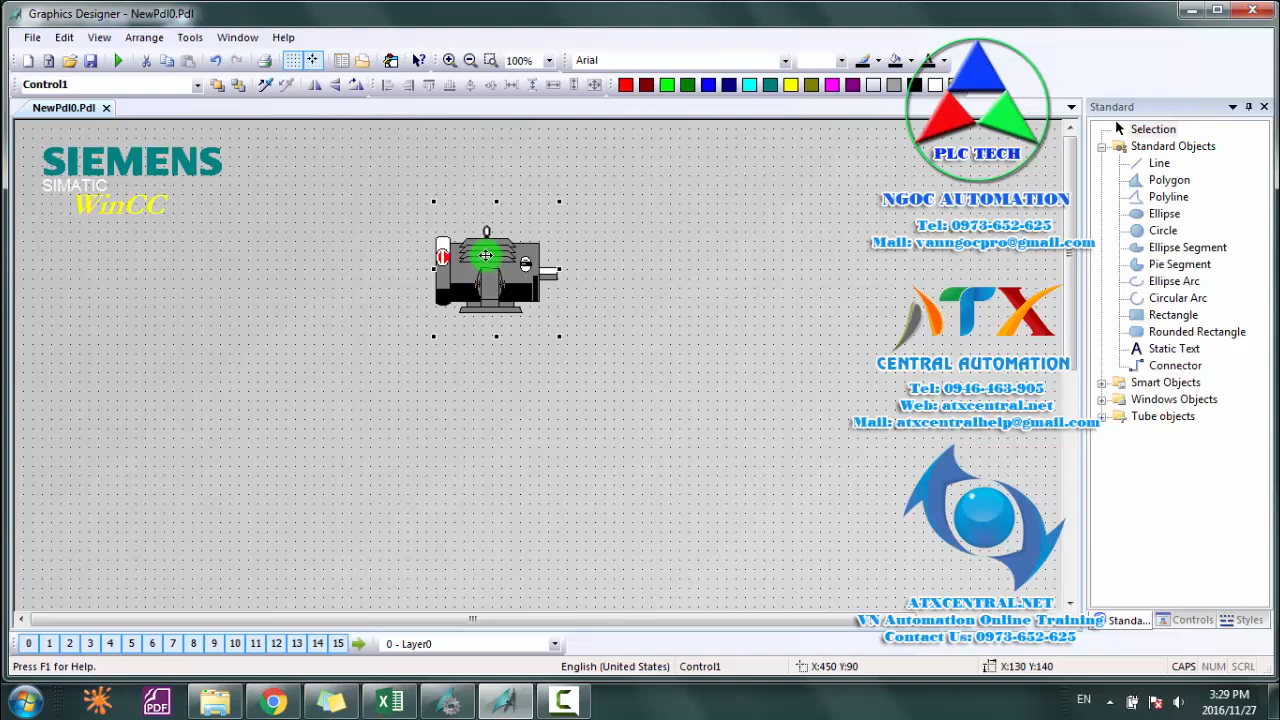 Graphics Designer - NewPdl0.Pdl
File Edit View Arrange Tools Window Help
100% Arial
Control1
NewPdl0.Pdl
Standard
Selection
Standard Objects
Line
Polygon
Polyline
Ellipse
Circle
Ellipse Segment
Pie Segment
Ellipse Arc
Circular Arc
Rectangle
Rounded Rectangle
Static Text
Connector
Smart Objects
Windows Objects
Tube objects
SIEMENS
SIMATIC
WinCC
PLC TECH
NGOC AUTOMATION
Tel: 0973-652-625
Mail: vanngocpro@gmail.com
ATX
CENTRAL AUTOMATION
Tel: 0946-463-905
Web: atxcentral.net
Mail: atxcentralhelp@gmail.com
ATXCENTRAL.NET
VN Automation Online Training
Contact Us: 0973-652-625
Standa... Controls Styles
0 1 2 3 4 5 6 7 8 9 10 11 12 13 14 15 0 - Layer0
Press F1 for Help. English (United States) Control1 X:450 Y:90 X:130 Y:140 CAPS NUM SCRL
PDF EN 3:29 PM
2016/11/27